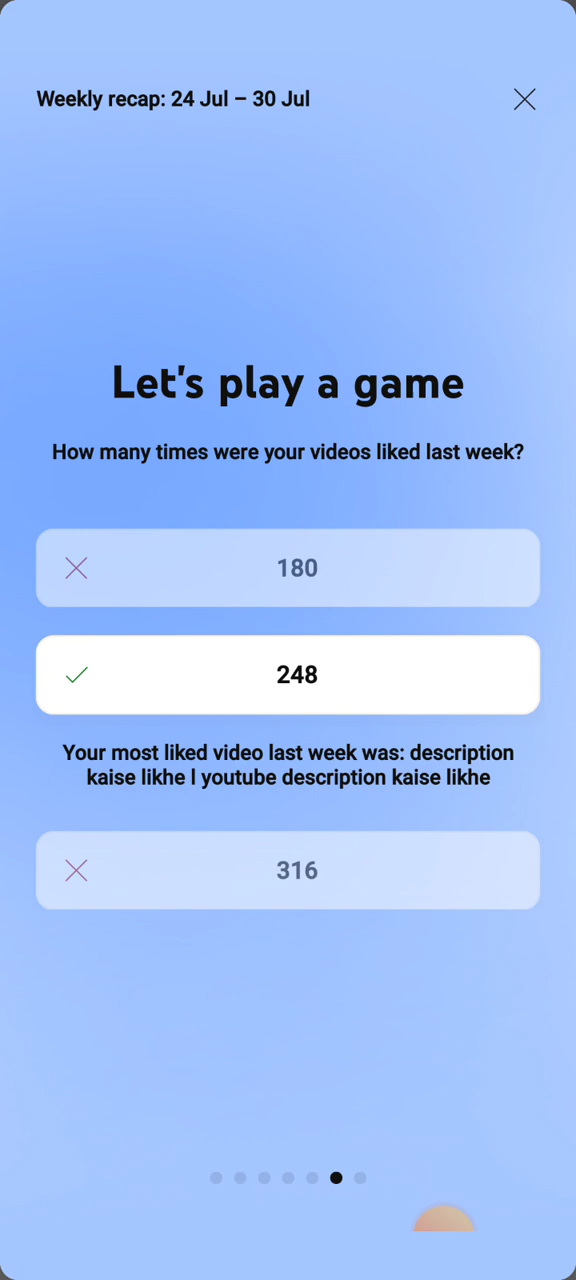 Weekly recap: 24 Jul – 30 Jul
Let's play a game
How many times were your videos liked last week?
180
248
Your most liked video last week was: description
kaise likhe l youtube description kaise likhe
316